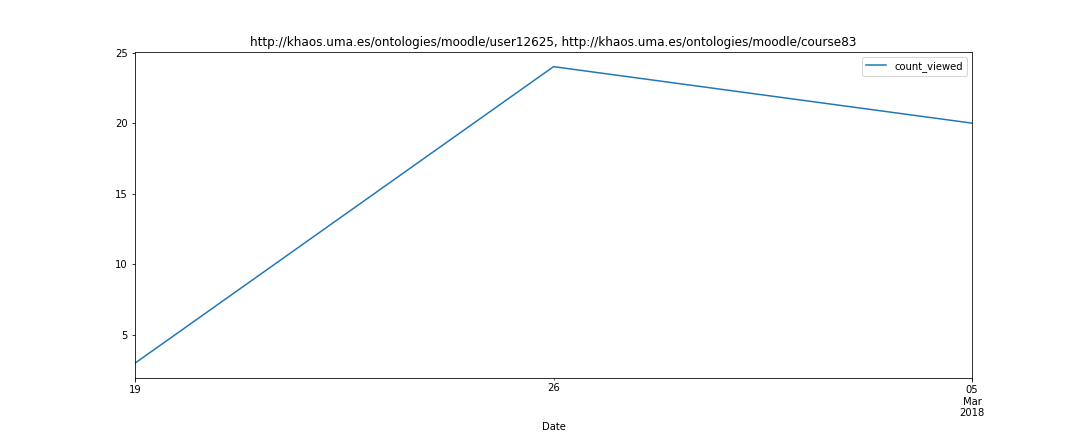 http://khaos.uma.es/ontologies/moodle/user12625, http://khaos.uma.es/ontologies/moodle/course83
count_viewed
25
20
15
10
5
19
26
05
Mar
2018
Date